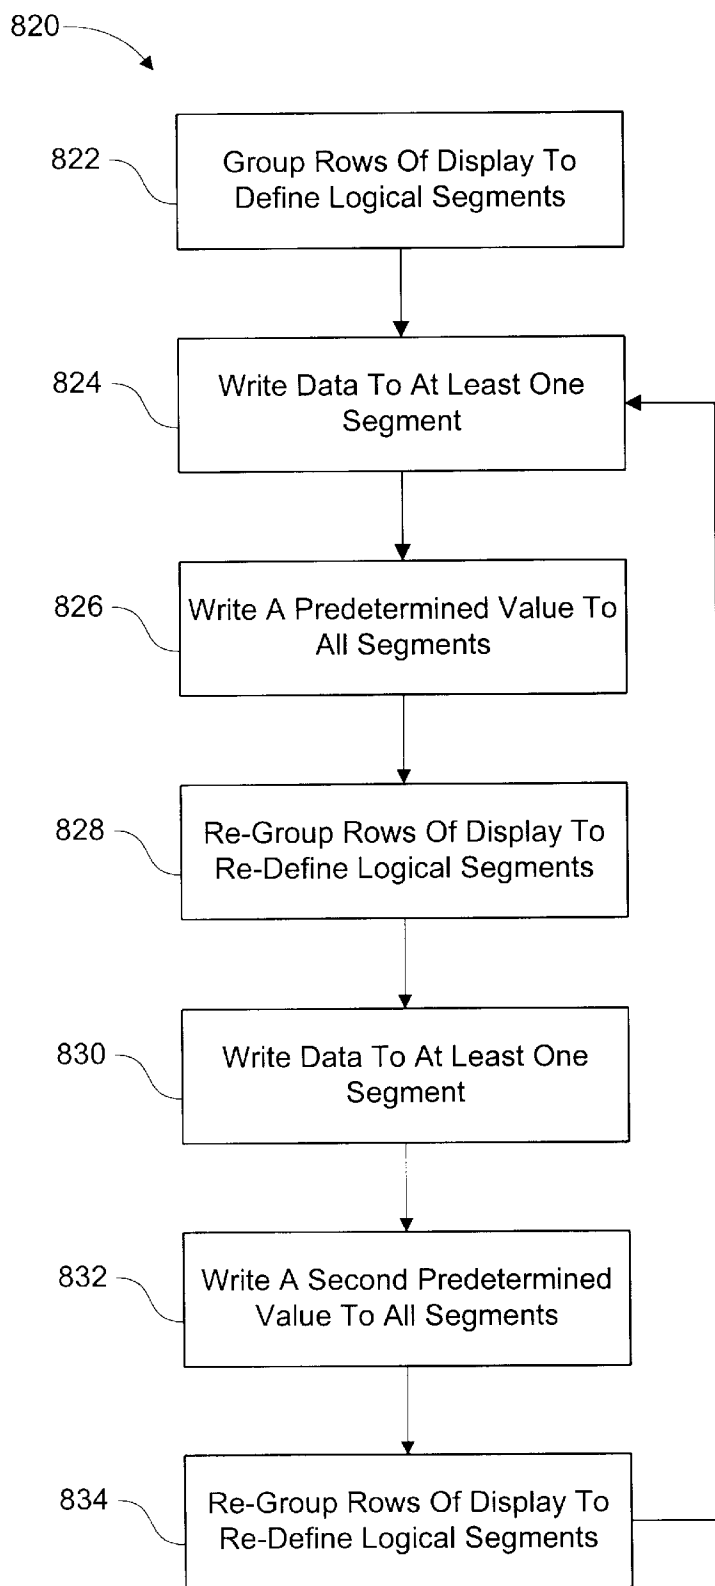 820
822
Group Rows Of Display To
Define Logical Segments
824
Write Data To At Least One
Segment
826
Write A Predetermined Value To
All Segments
828
Re-Group Rows Of Display To
Re-Define Logical Segments
830
Write Data To At Least One
Segment
832
Write A Second Predetermined
Value To All Segments
834
Re-Group Rows Of Display To
Re-Define Logical Segments